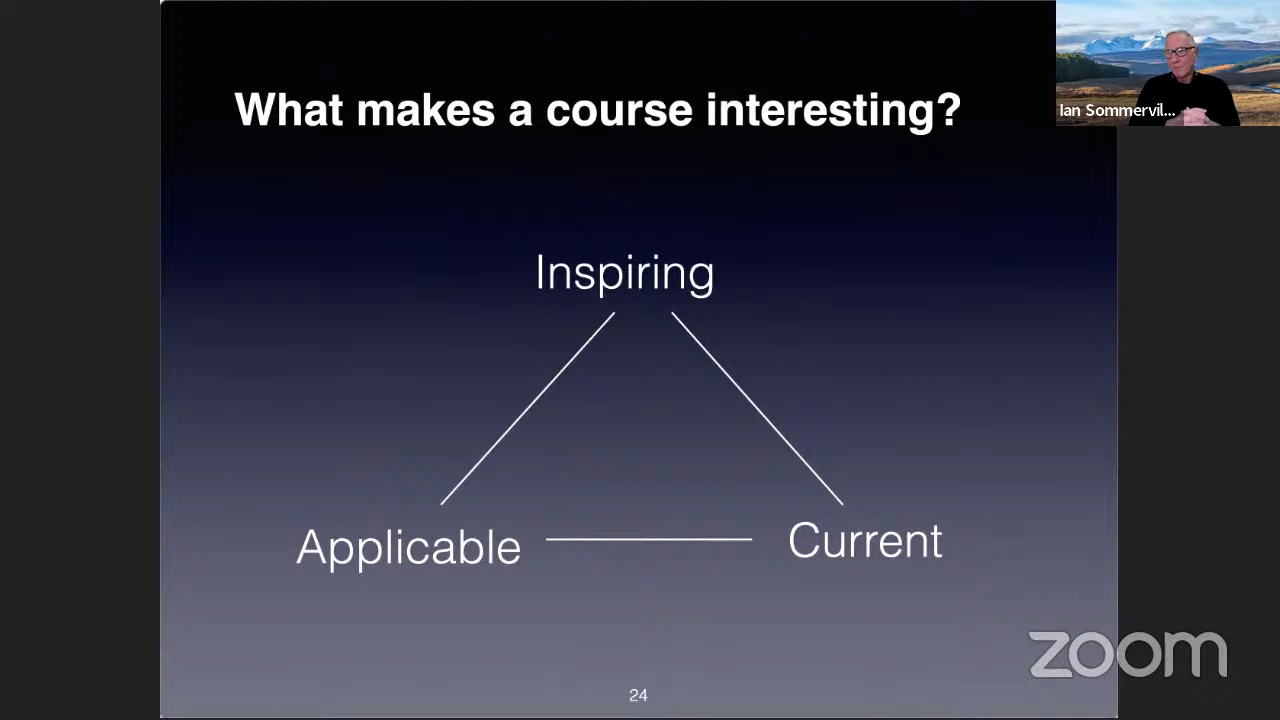 What makes a course interesting?
Ian Sommervil...
Inspiring
Applicable
Current
zoom
24